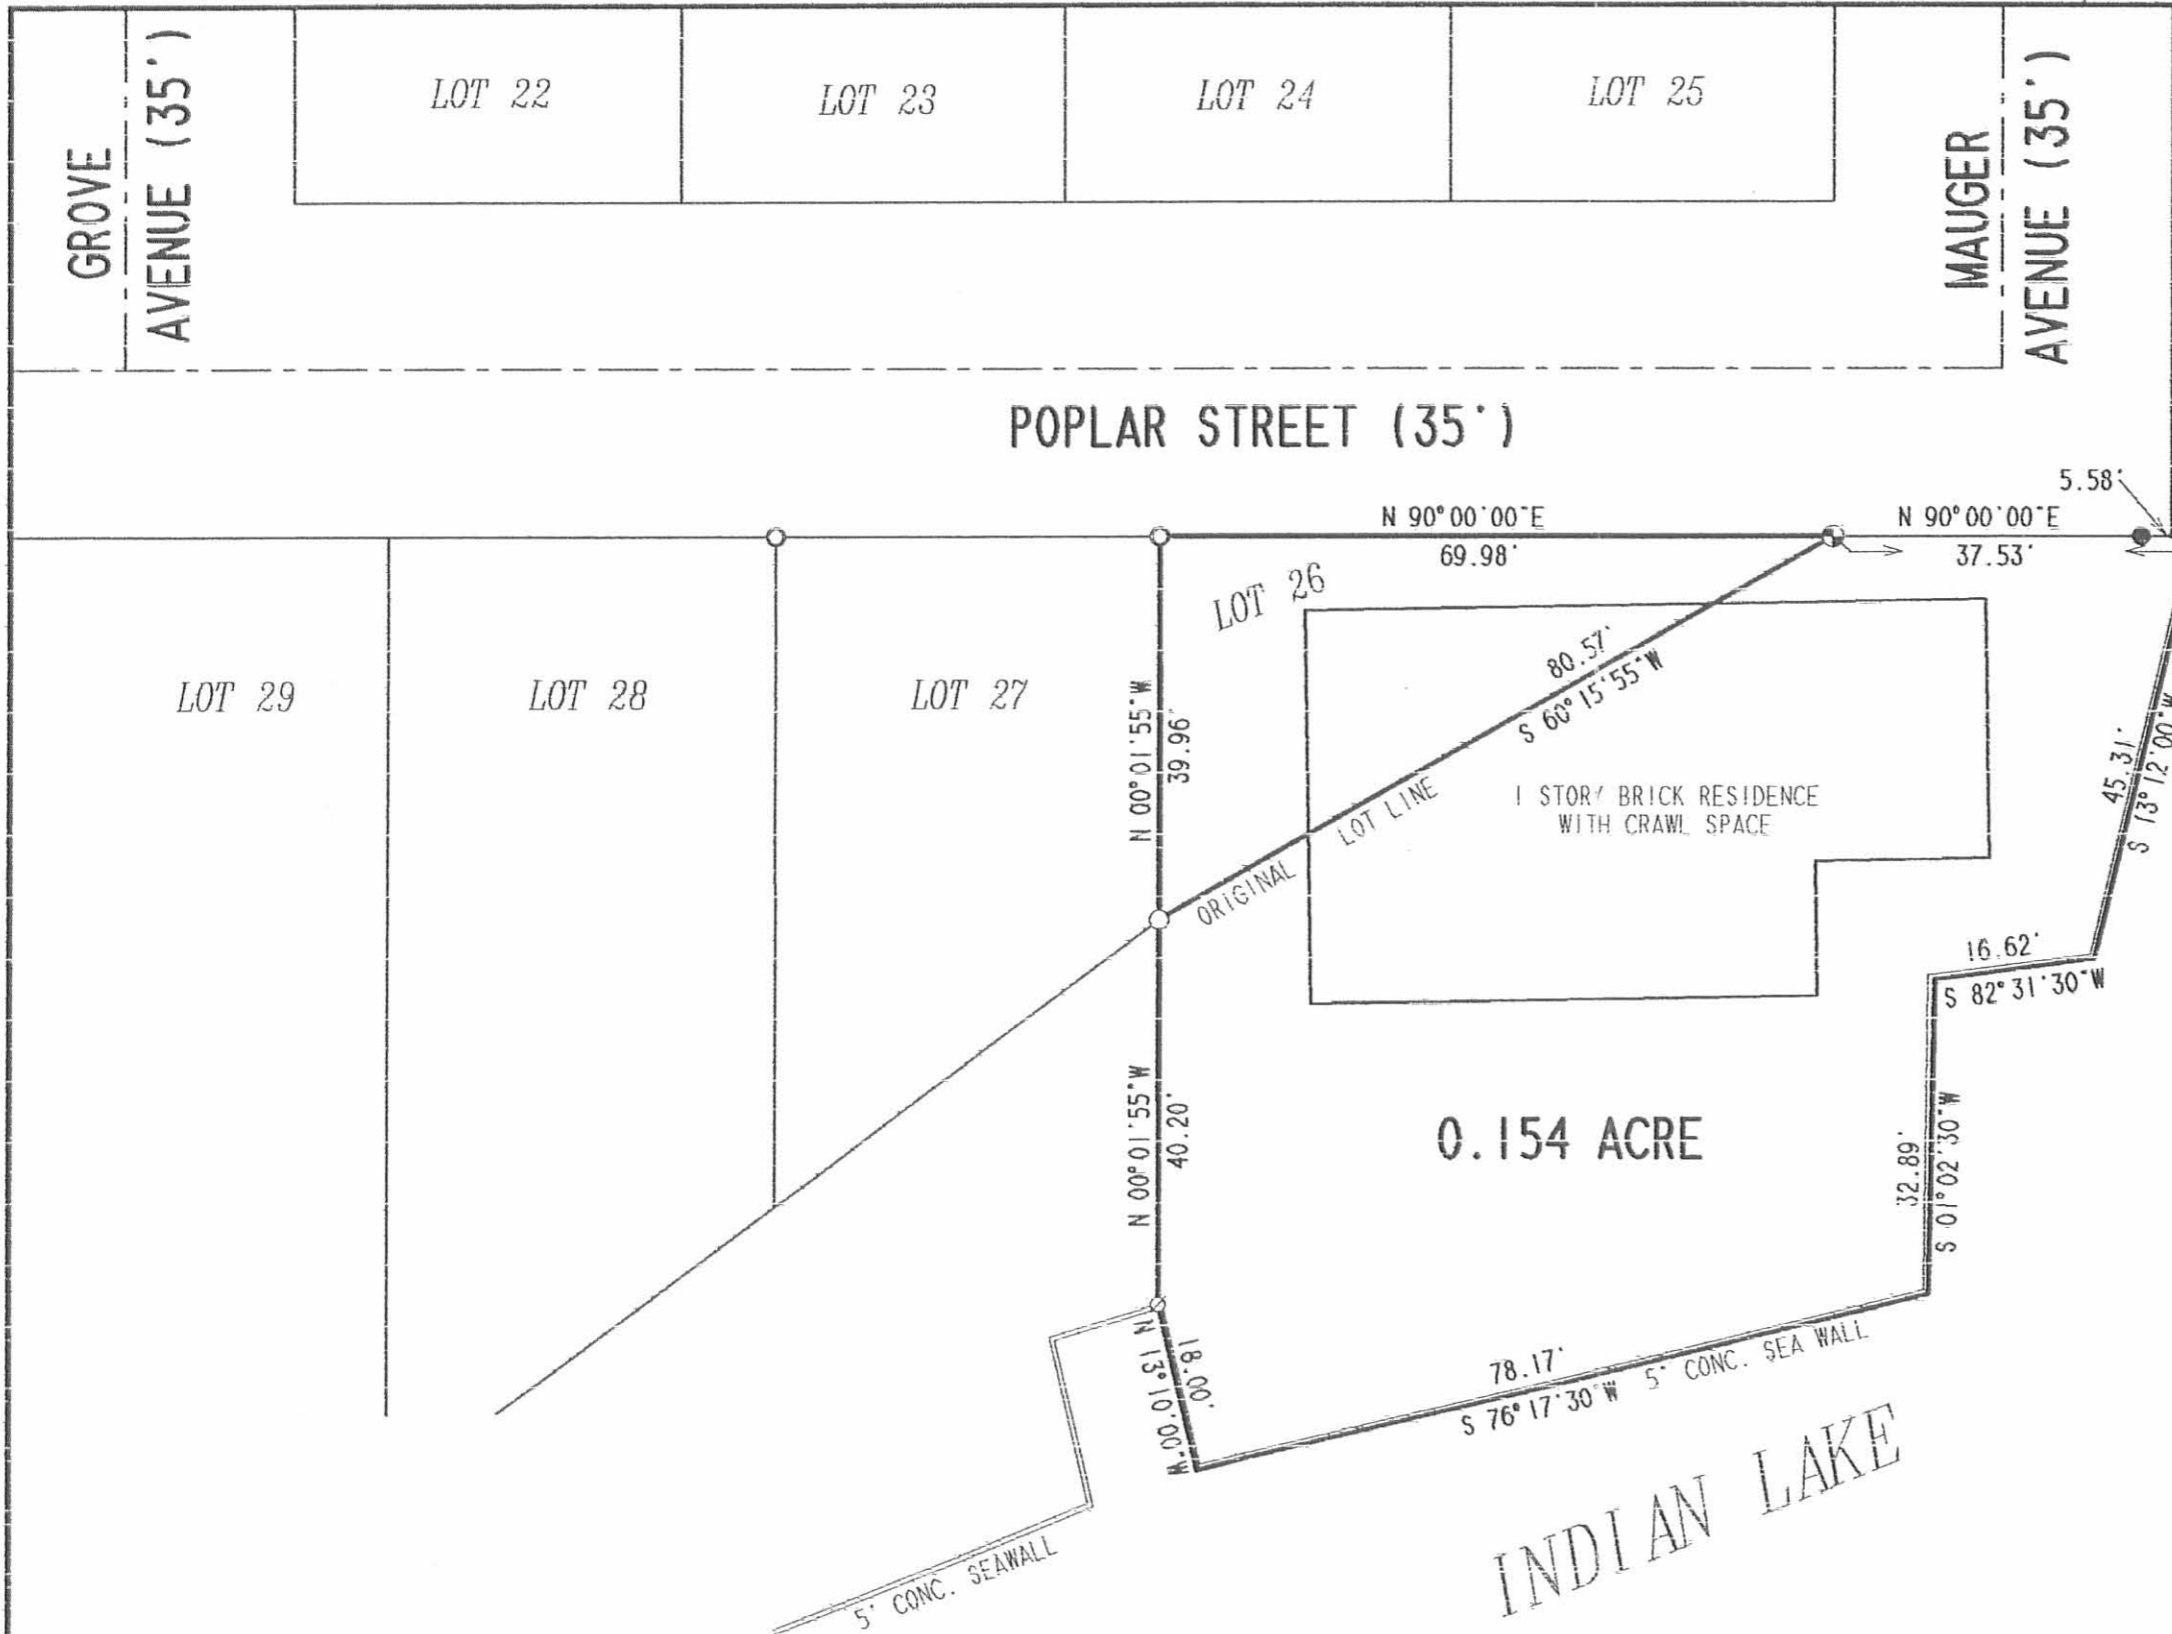 GROVE
AVENUE (35')
LOT 22
LOT 23
LOT 24
LOT 25
MAUGER
AVENUE (35')
POPLAR STREET (35')
5.58'
N 90°00'00"E
69.98'
N 90°00'00"E
37.53'
LOT 26
LOT 29
LOT 28
LOT 27
N 00°01'55"W
39.96'
80.57'
S 60°15'55"W
ORIGINAL LOT LINE
1 STORY BRICK RESIDENCE
WITH CRAWL SPACE
45.31'
S 13°12'00"W
16.62'
S 82°31'30"W
N 00°01'55"W
40.20'
0.154 ACRE
32.89'
S 01°02'30"W
18.00'
N 13°10'00"W
78.17'
S 76°17'30"W
5' CONC. SEA WALL
5' CONC. SEAWALL
INDIAN LAKE